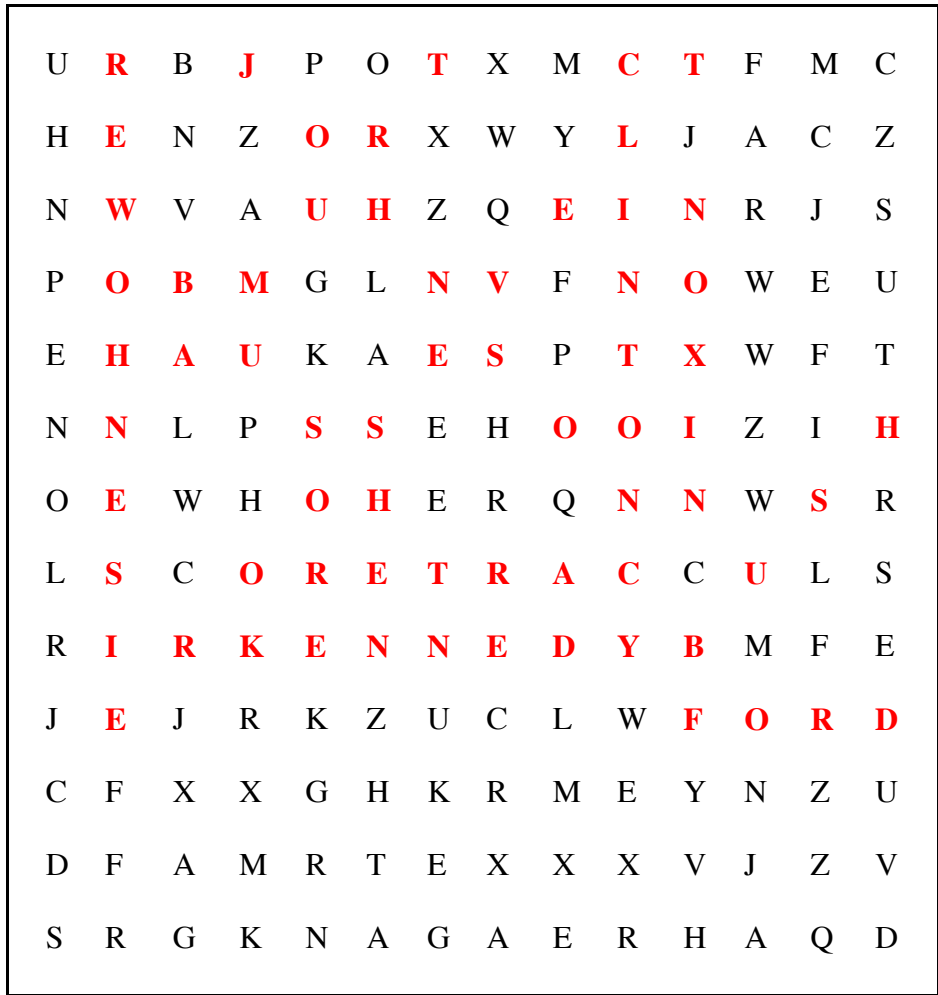 U R B J P O T X M C T F M C
H E N Z O R X W Y L J A C Z
N W V A U H Z Q E I N R J S
P O B M G L N V F N O W E U
E H A U K A E S P T X W F T
N N L P S S E H O O I Z I H
O E W H O H E R Q N N W S R
L S C O R E T R A C C U L S
R I R K E N N E D Y B M F E
J E J R K Z U C L W F O R D
C F X X G H K R M E Y N Z U
D F A M R T E X X X V J Z V
S R G K N A G A E R H A Q D